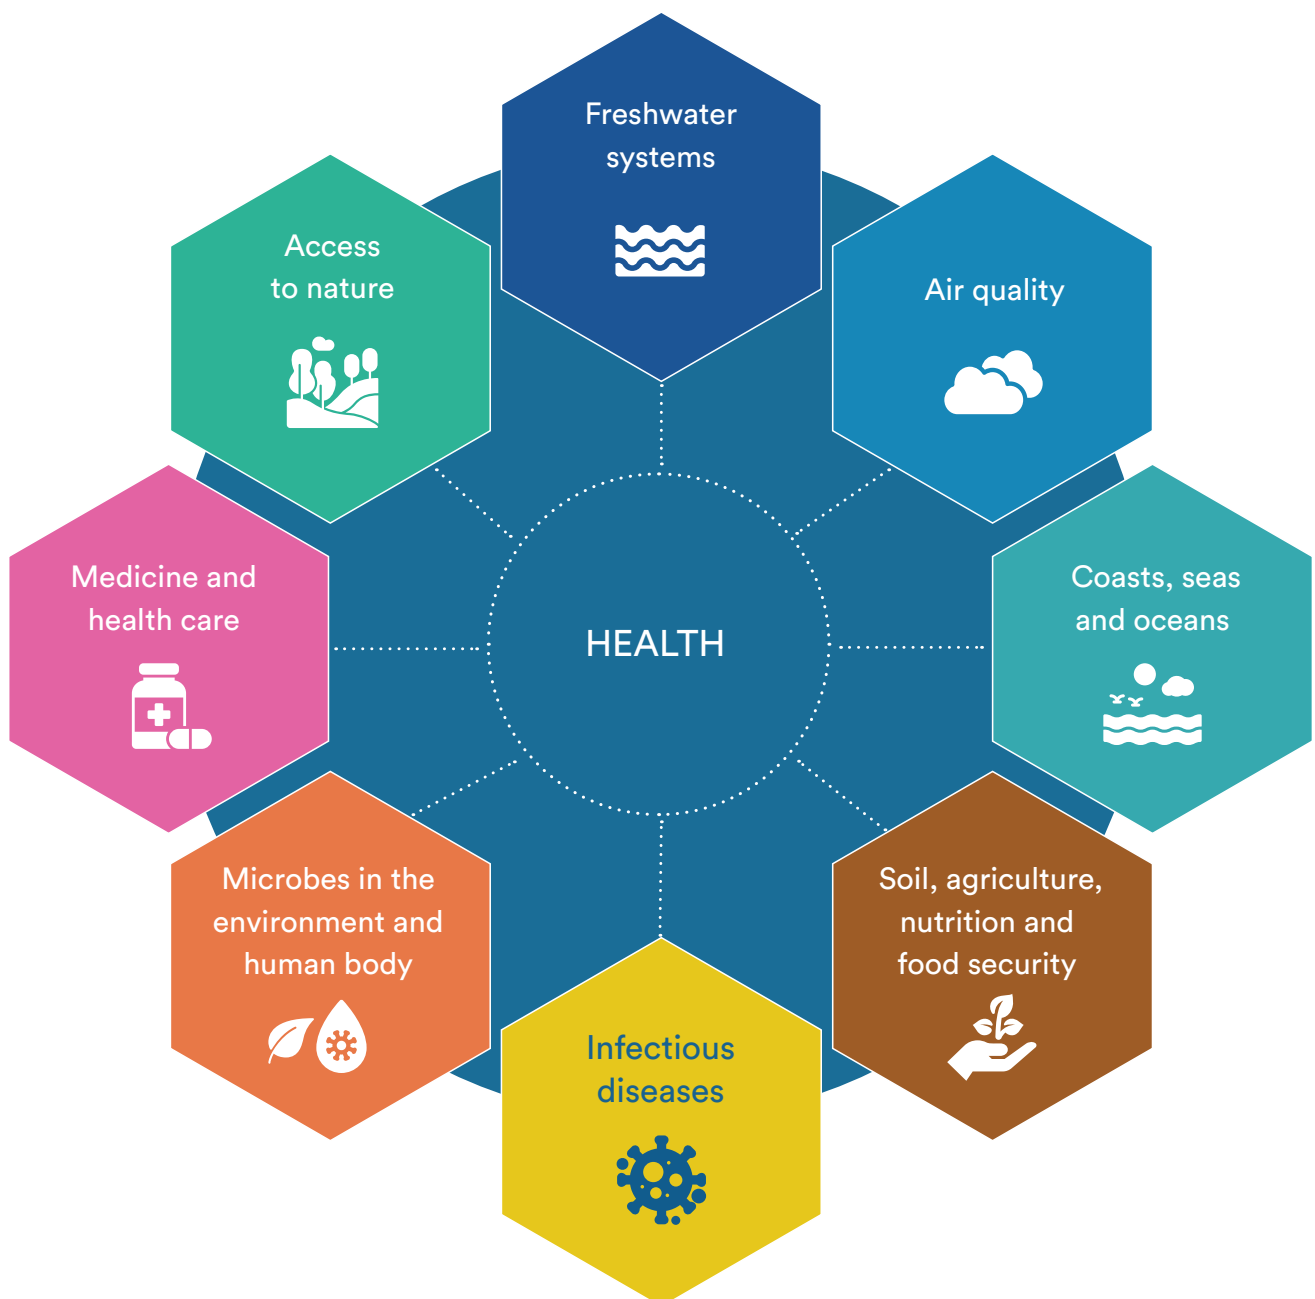 Freshwater
systems
Air quality
Coasts, seas
and oceans
Soil, agriculture,
nutrition and
food security
Infectious
diseases
Microbes in the
environment and
human body
Medicine and
health care
Access
to nature
HEALTH